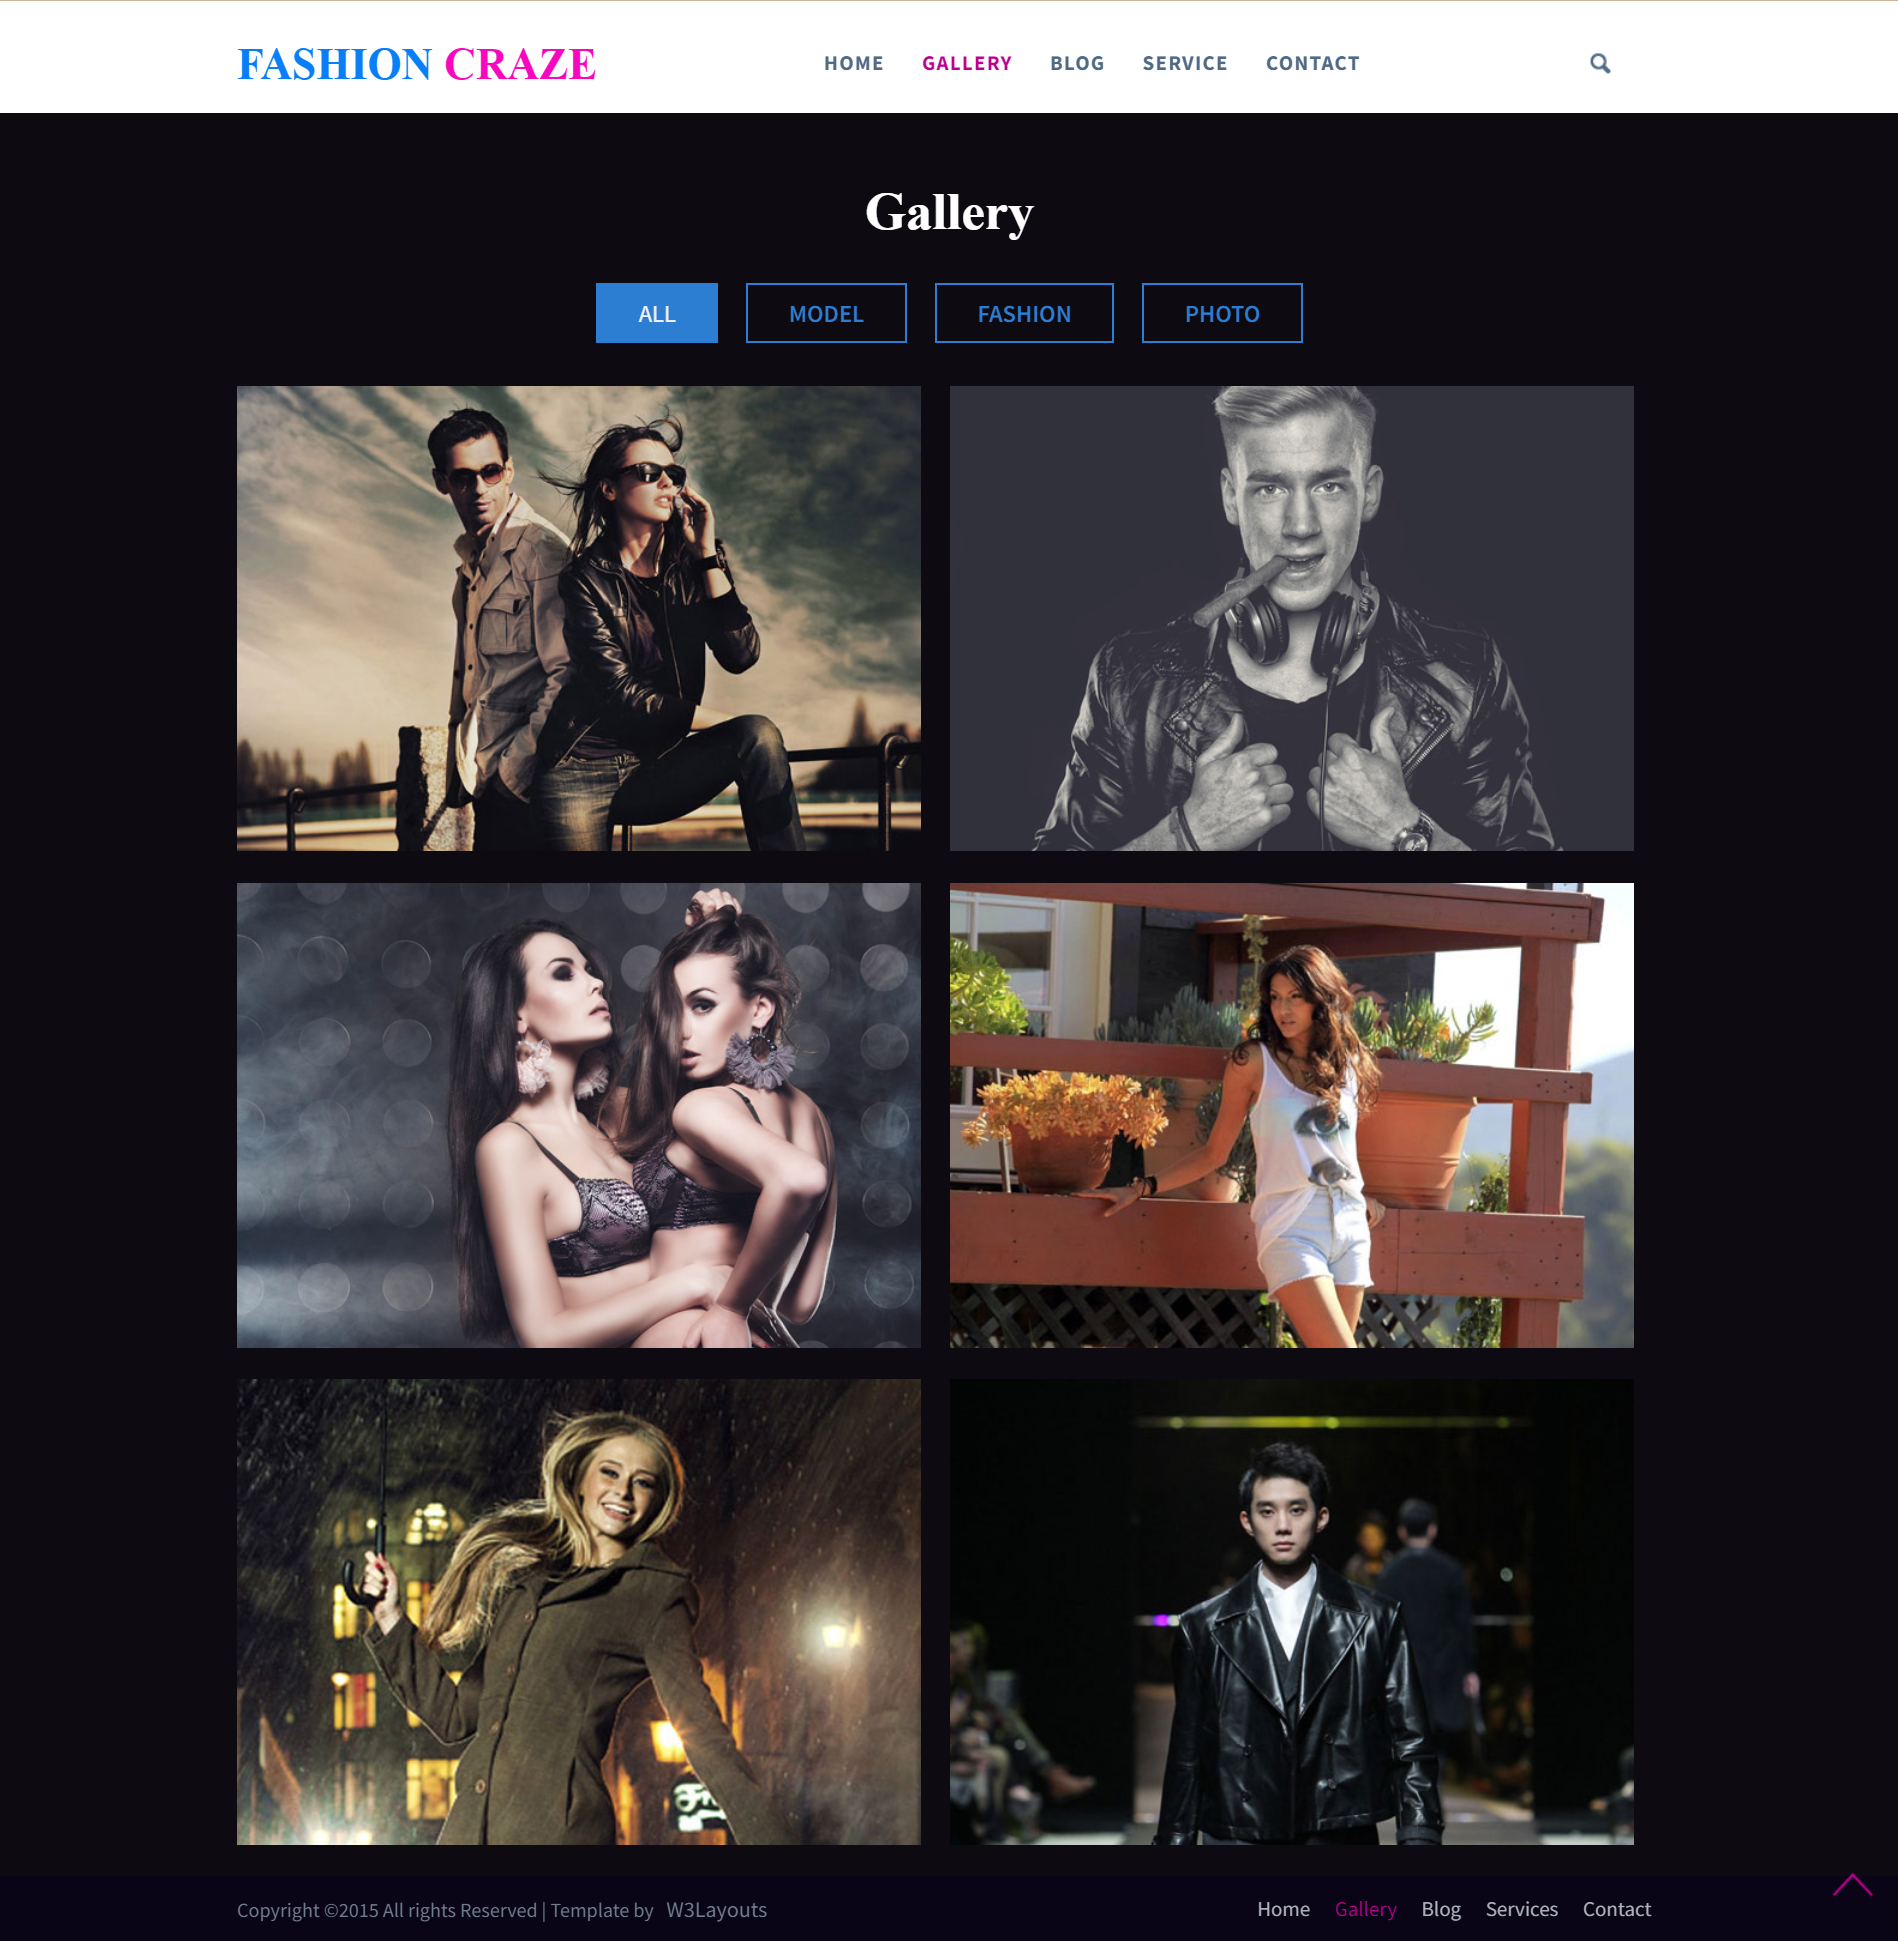 FASHION CRAZE
HOME GALLERY BLOG SERVICE CONTACT
Gallery
ALL MODEL FASHION PHOTO
Copyright ©2015 All rights Reserved | Template by W3Layouts
Home Gallery Blog Services Contact